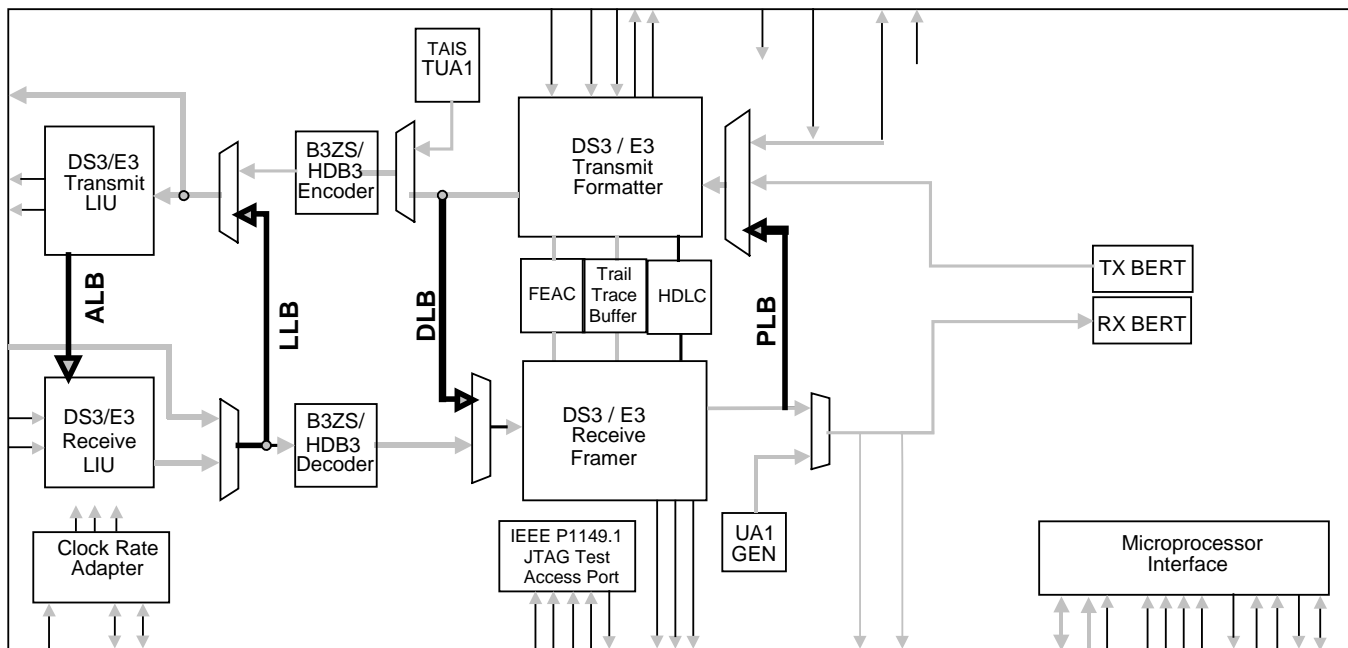 TAIS
TUA1
DS3/E3
Transmit
LIU
B3ZS/
HDB3
Encoder
DS3 / E3
Transmit
Formatter
ALB
LLB
DLB
FEAC
Trail
Trace
Buffer
HDLC
PLB
TX BERT
RX BERT
DS3/E3
Receive
LIU
B3ZS/
HDB3
Decoder
DS3 / E3
Receive
Framer
Clock Rate
Adapter
IEEE P1149.1
JTAG Test
Access Port
UA1
GEN
Microprocessor
Interface